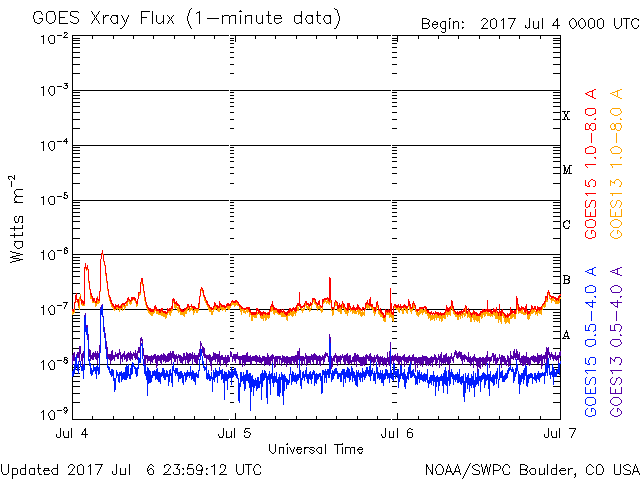 GOES Xray Flux (1-minute data)
Begin: 2017 Jul 4 0000 UTC
10-2
10-3
10-4
10-5
10-6
10-7
10-8
10-9
Watts m-2
X
M
C
B
A
GOES15 1.0-8.0 A
GOES13 1.0-8.0 A
GOES15 0.5-4.0 A
GOES13 0.5-4.0 A
Jul 4
Jul 5
Jul 6
Jul 7
Universal Time
Updated 2017 Jul 6 23:59:12 UTC
NOAA/SWPC Boulder, CO USA